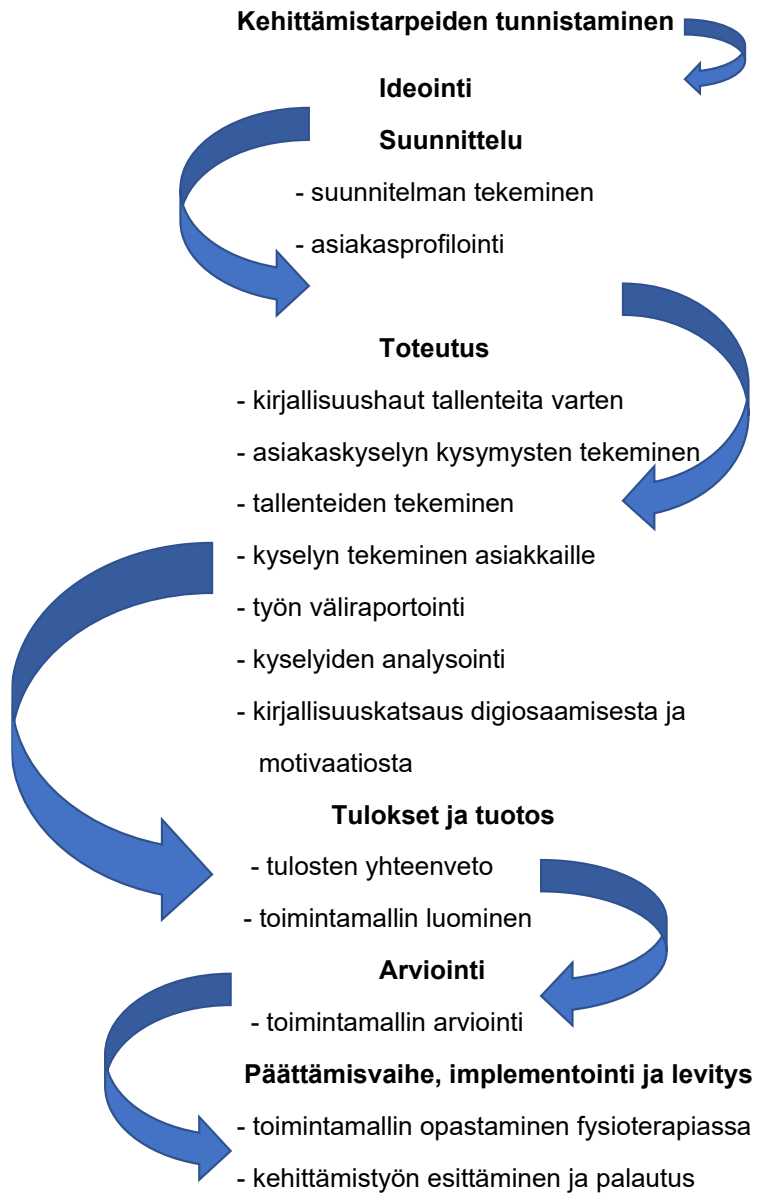 Kehittämistarpeiden tunnistaminen
Ideointi
Suunnittelu
- suunnitelman tekeminen
- asiakasprofilointi
Toteutus
- kirjallisuushaut tallenteita varten
- asiakaskyselyn kysymysten tekeminen
- tallenteiden tekeminen
- kyselyn tekeminen asiakkaille
- työn väliraportointi
- kyselyiden analysointi
- kirjallisuuskatsaus digiosaamisesta ja
motivaatiosta
Tulokset ja tuotos
- tulosten yhteenveto
- toimintamallin luominen
Arviointi
- toimintamallin arviointi
Päättämisvaihe, implementointi ja levitys
- toimintamallin opastaminen fysioterapiassa
- kehittämistyön esittäminen ja palautus